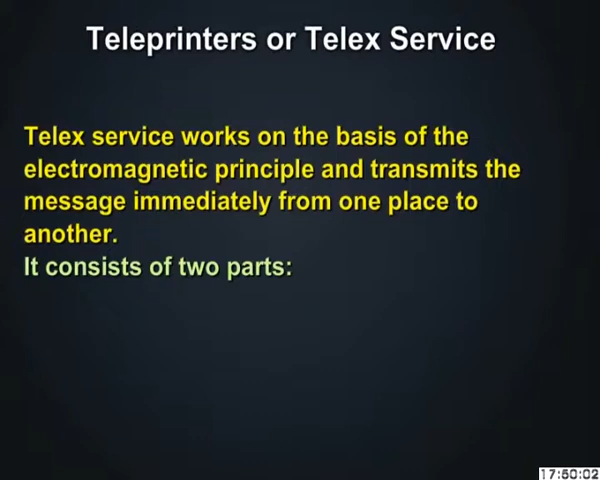 Teleprinters or Telex Service
Telex service works on the basis of the
electromagnetic principle and transmits the
message immediately from one place to
another.
It consists of two parts:
17:50:02